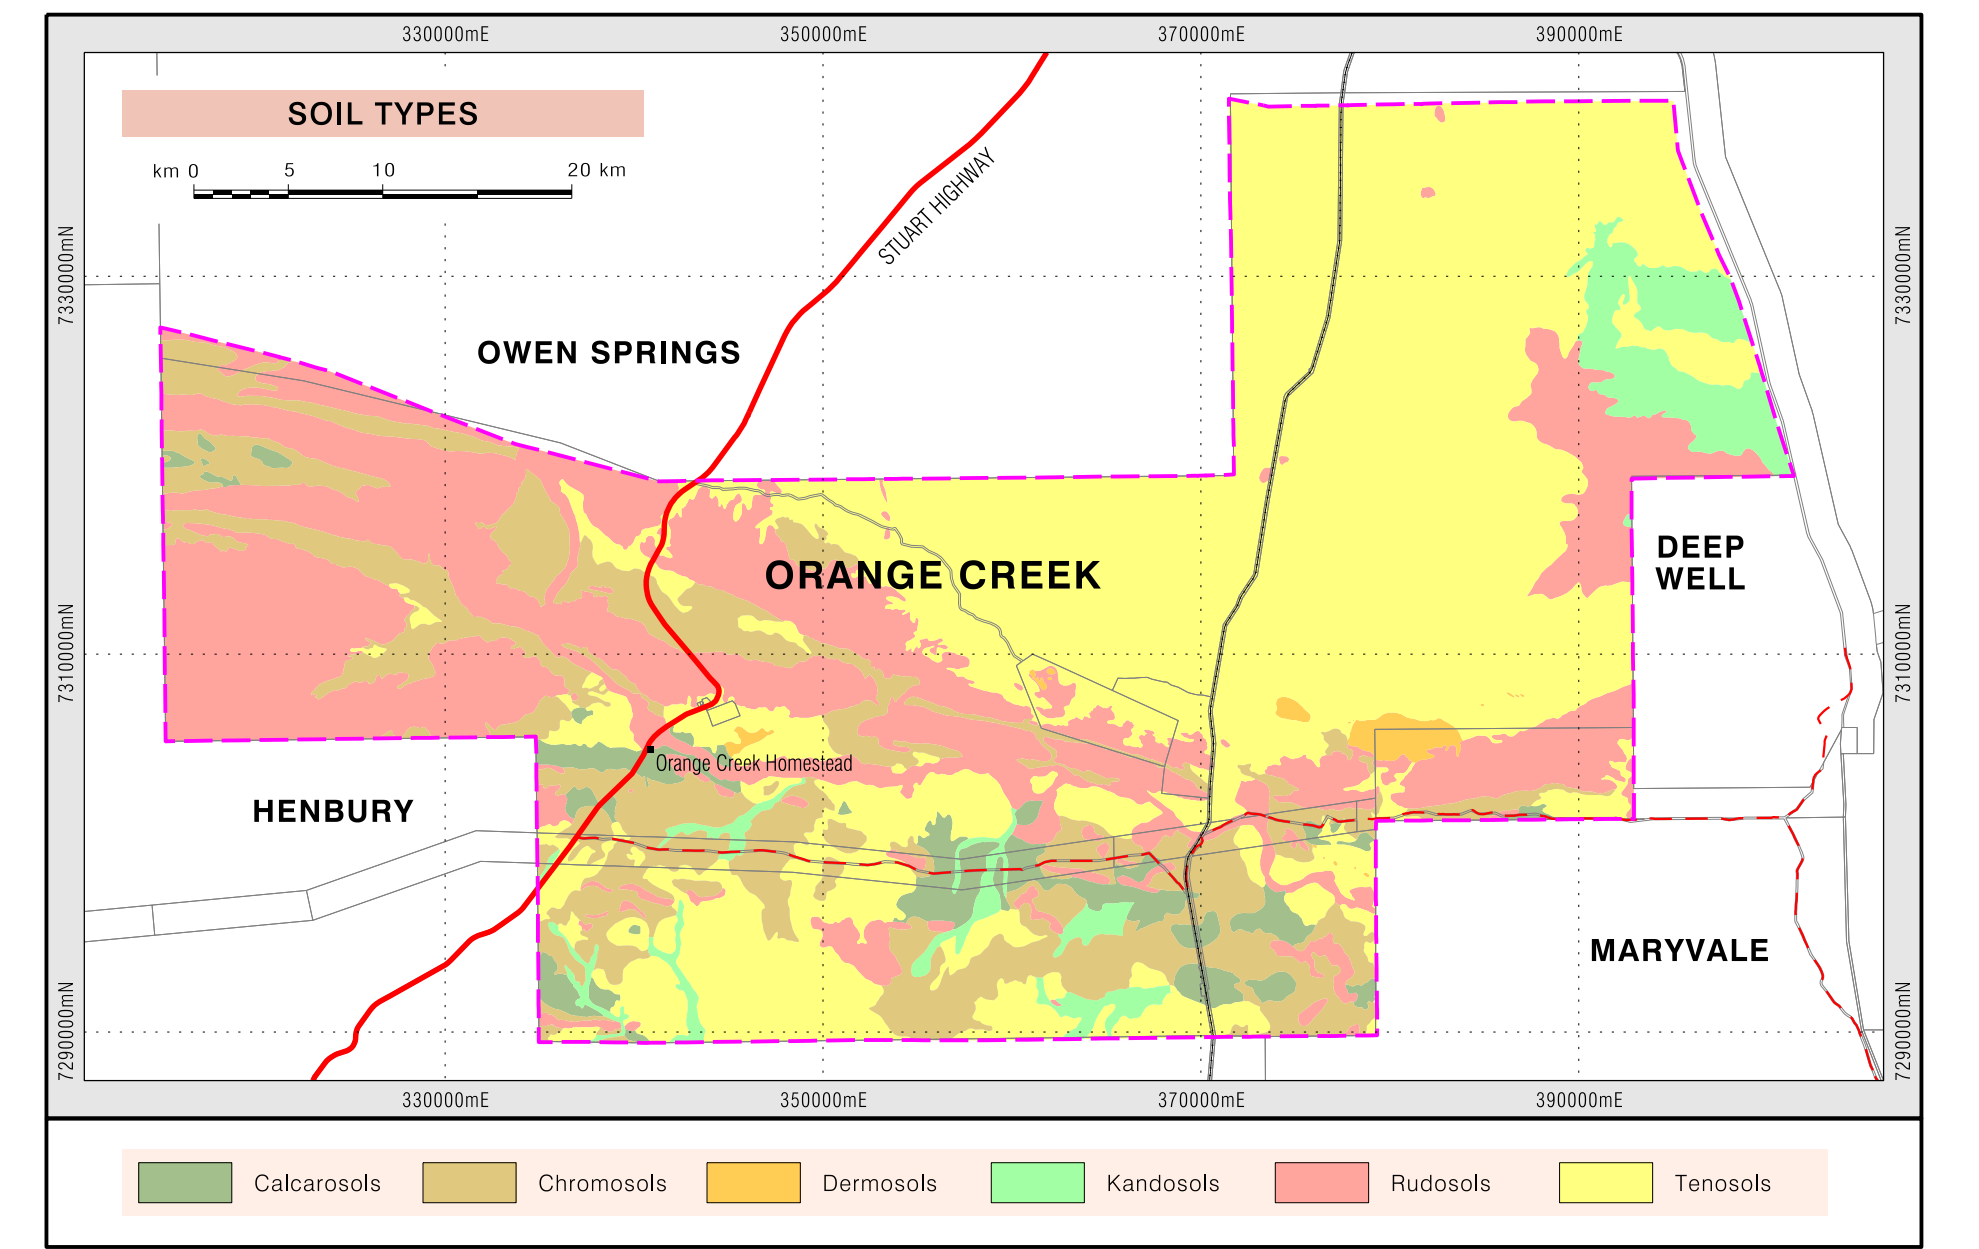 330000mE 350000mE 370000mE 390000mE
SOIL TYPES
km 0 5 10 20 km
STUART HIGHWAY
7330000mN
7330000mN
OWEN SPRINGS
DEEP
WELL
ORANGE CREEK
7310000mN
7310000mN
Orange Creek Homestead
HENBURY
MARYVALE
7290000mN
7290000mN
330000mE 350000mE 370000mE 390000mE
Calcarosols Chromosols Dermosols Kandosols Rudosols Tenosols